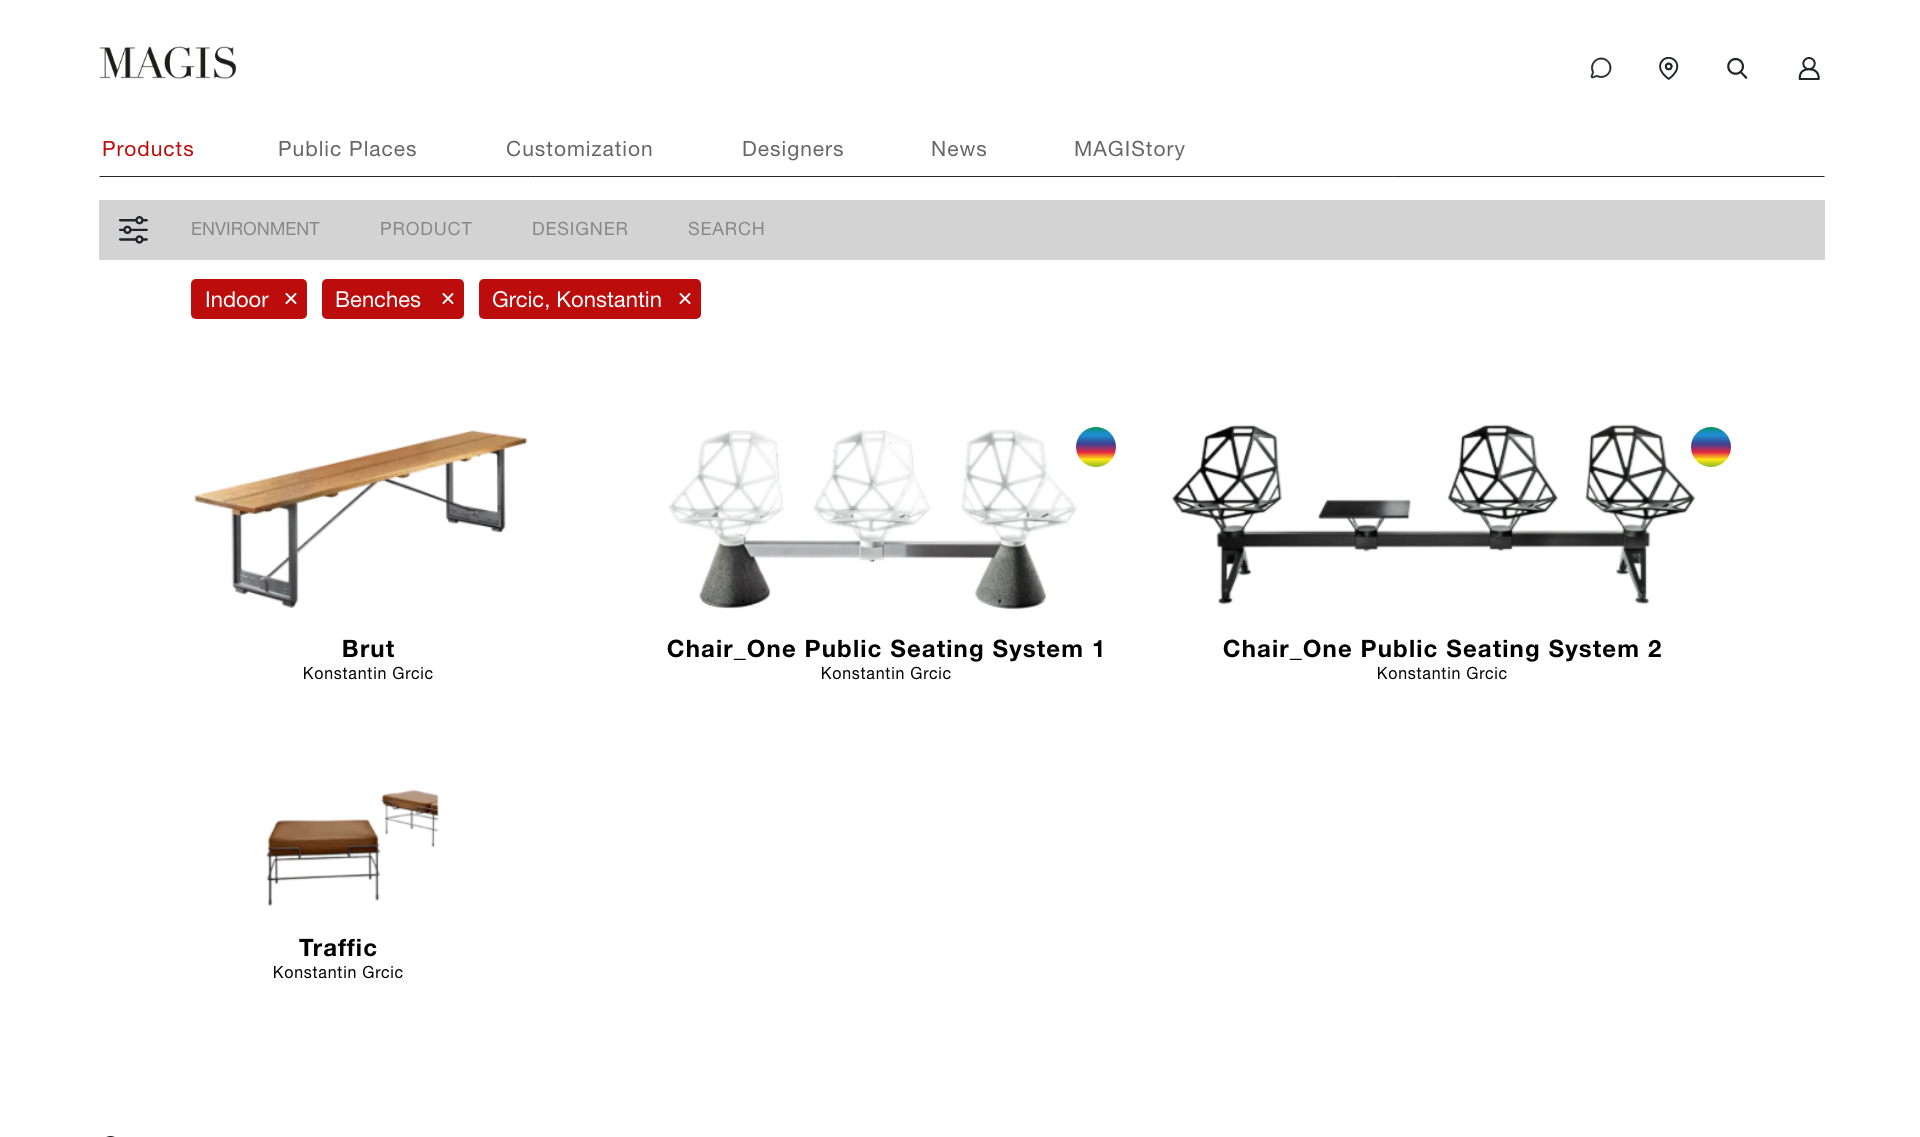 MAGIS
Products Public Places Customization Designers News MAGIStory
ENVIRONMENT PRODUCT DESIGNER SEARCH
Indoor × Benches × Grcic, Konstantin ×
Brut
Konstantin Grcic
Chair_One Public Seating System 1
Konstantin Grcic
Chair_One Public Seating System 2
Konstantin Grcic
Traffic
Konstantin Grcic